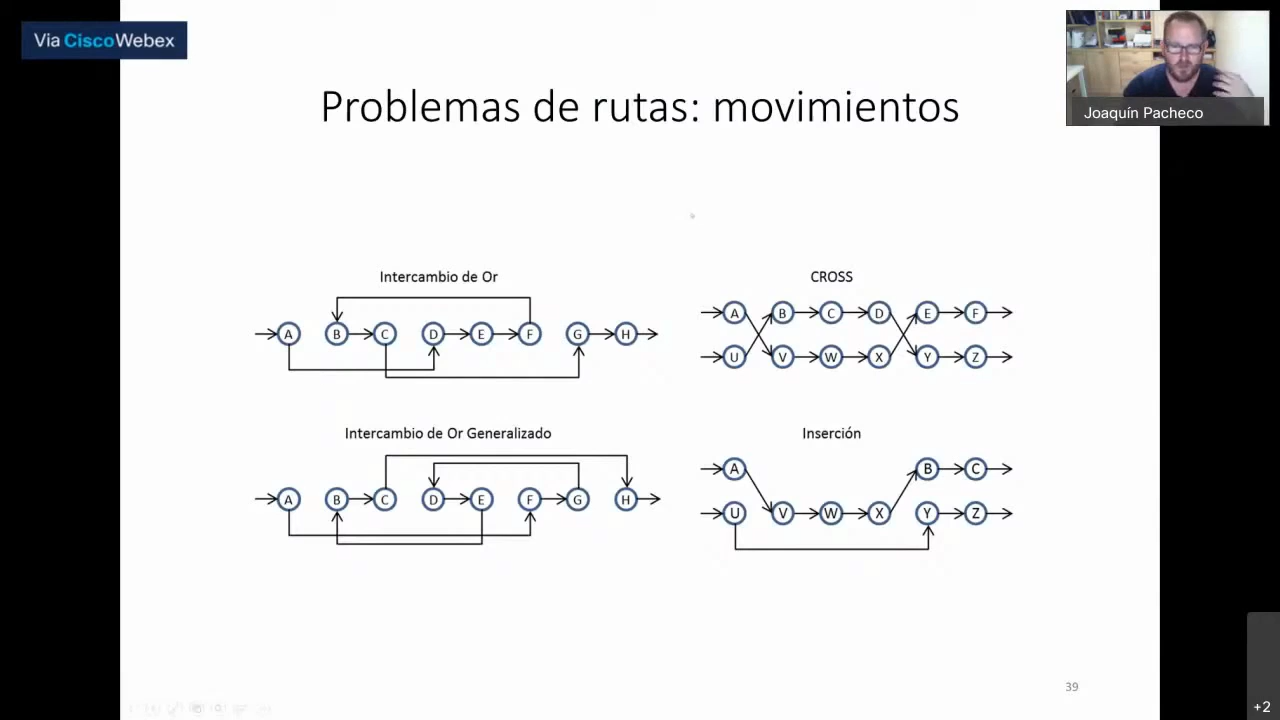 Via CiscoWebex
Joaquín Pacheco
Problemas de rutas: movimientos
Intercambio de Or
A B C D E F G H
CROSS
A B C D E F
U V W X Y Z
Intercambio de Or Generalizado
A B C D E F G H
Inserción
A B C
U V W X Y Z
39
+2